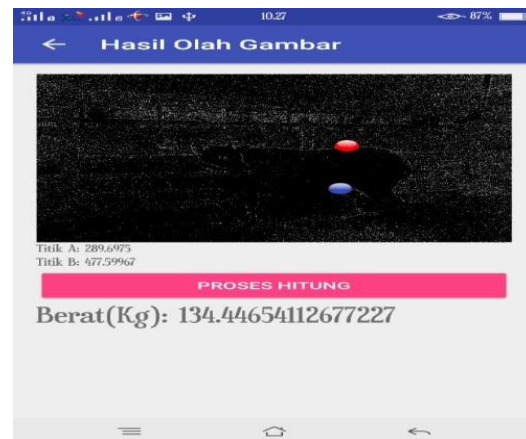 10.27 87%
Hasil Olah Gambar
Titik A: 289.6975
Titik B: 477.59967
PROSES HITUNG
Berat(Kg): 134.44654112677227